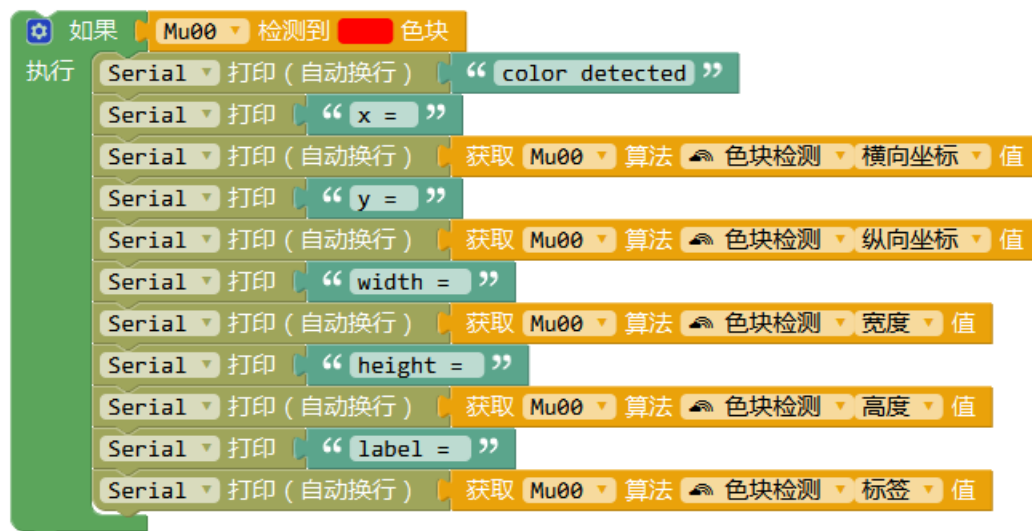 如果 Mu00 检测到 色块
执行 Serial 打印（自动换行） “ color detected ”
Serial 打印 “ x = ”
Serial 打印（自动换行） 获取 Mu00 算法 色块检测 横向坐标 值
Serial 打印 “ y = ”
Serial 打印（自动换行） 获取 Mu00 算法 色块检测 纵向坐标 值
Serial 打印 “ width = ”
Serial 打印（自动换行） 获取 Mu00 算法 色块检测 宽度 值
Serial 打印 “ height = ”
Serial 打印（自动换行） 获取 Mu00 算法 色块检测 高度 值
Serial 打印 “ label = ”
Serial 打印（自动换行） 获取 Mu00 算法 色块检测 标签 值